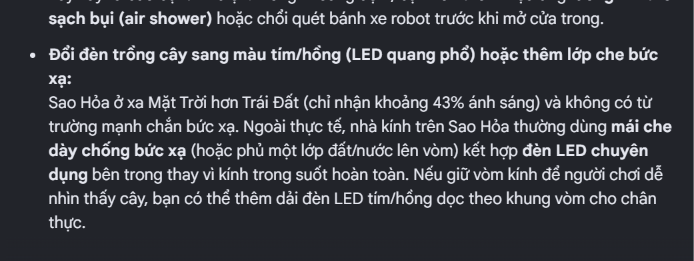 sạch bụi (air shower) hoặc chổi quét bánh xe robot trước khi mở cửa trong.
• Đổi đèn trồng cây sang màu tím/hồng (LED quang phổ) hoặc thêm lớp che bức
xạ:
Sao Hỏa ở xa Mặt Trời hơn Trái Đất (chỉ nhận khoảng 43% ánh sáng) và không có từ
trường mạnh chắn bức xạ. Ngoài thực tế, nhà kính trên Sao Hỏa thường dùng mái che
dày chống bức xạ (hoặc phủ một lớp đất/nước lên vòm) kết hợp đèn LED chuyên
dụng bên trong thay vì kính trong suốt hoàn toàn. Nếu giữ vòm kính để người chơi dễ
nhìn thấy cây, bạn có thể thêm dải đèn LED tím/hồng dọc theo khung vòm cho chân
thực.